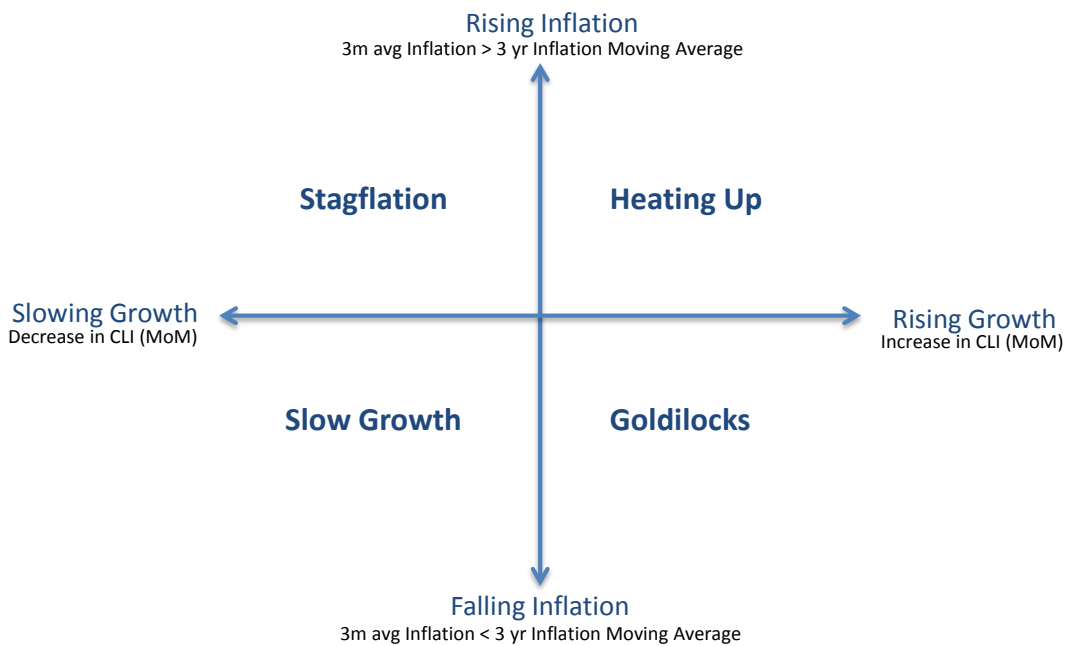 Rising Inflation
3m avg Inflation > 3 yr Inflation Moving Average
Stagflation
Heating Up
Slowing Growth
Decrease in CLI (MoM)
Rising Growth
Increase in CLI (MoM)
Slow Growth
Goldilocks
Falling Inflation
3m avg Inflation < 3 yr Inflation Moving Average